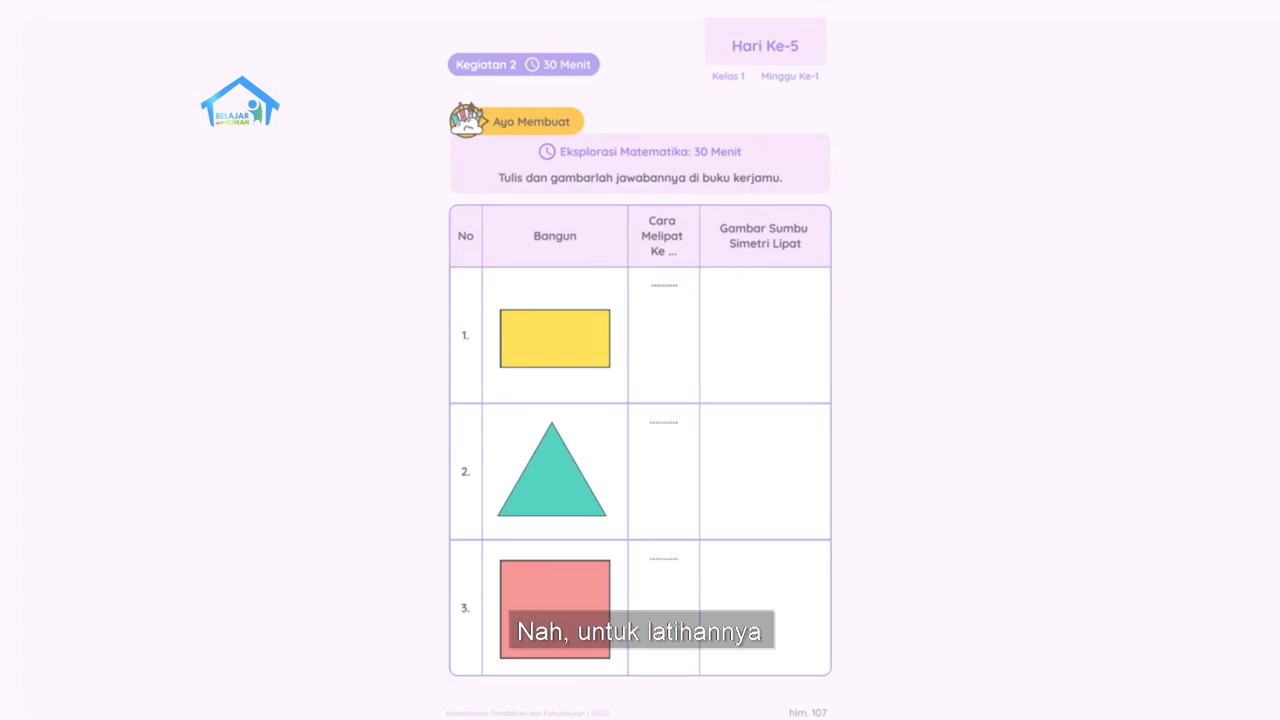 Hari Ke-5
Kegiatan 2 30 Menit
Kelas 1 Minggu Ke-1
BELAJAR
dari RUMAH
Ayo Membuat
Eksplorasi Matematika: 30 Menit
Tulis dan gambarlah jawabannya di buku kerjamu.
No
Bangun
Cara
Melipat
Ke ...
Gambar Sumbu
Simetri Lipat
1.
..........
2.
..........
3.
..........
Nah, untuk latihannya
Kementerian Pendidikan dan Kebudayaan | 2020
hlm. 107